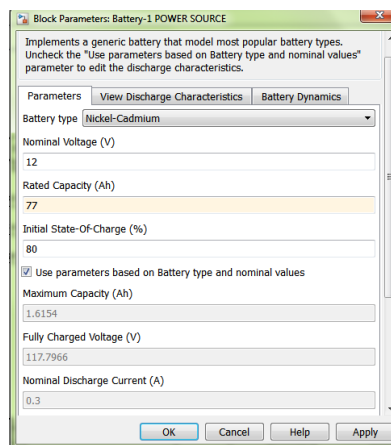 Block Parameters: Battery-1 POWER SOURCE
Implements a generic battery that model most popular battery types.
Uncheck the "Use parameters based on Battery type and nominal values"
parameter to edit the discharge characteristics.
Parameters View Discharge Characteristics Battery Dynamics
Battery type Nickel-Cadmium
Nominal Voltage (V)
12
Rated Capacity (Ah)
77
Initial State-Of-Charge (%)
80
Use parameters based on Battery type and nominal values
Maximum Capacity (Ah)
1.6154
Fully Charged Voltage (V)
117.7966
Nominal Discharge Current (A)
0.3
OK Cancel Help Apply